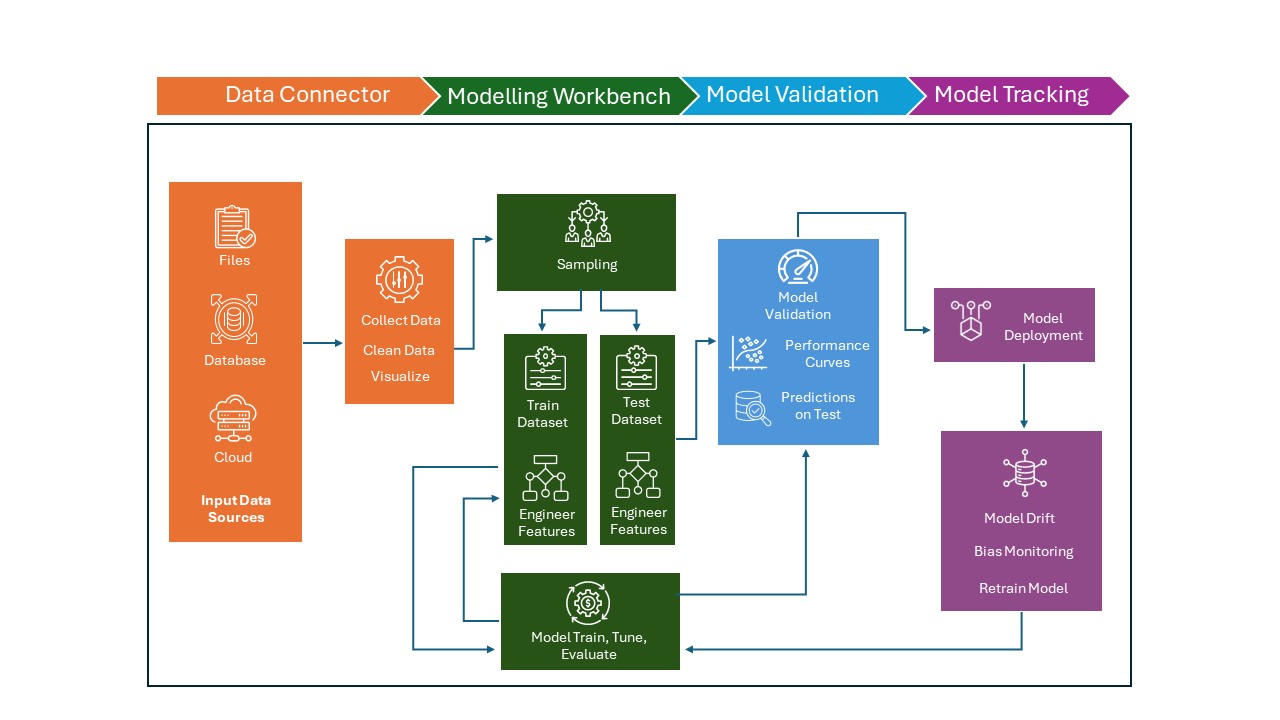 Data Connector
Modelling Workbench
Model Validation
Model Tracking
Files
Database
Cloud
Input Data
Sources
Collect Data
Clean Data
Visualize
Sampling
Train
Dataset
Engineer
Features
Test
Dataset
Engineer
Features
Model Train, Tune,
Evaluate
Model
Validation
Performance
Curves
Predictions
on Test
Model
Deployment
Model Drift
Bias Monitoring
Retrain Model